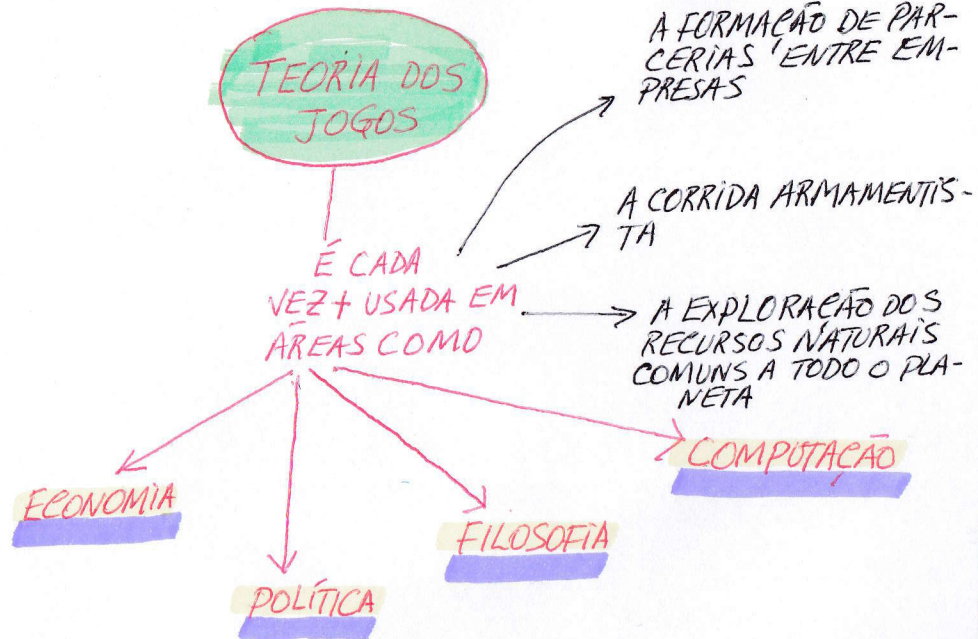 TEORIA DOS
JOGOS
É CADA
VEZ + USADA EM
ÁREAS COMO
A FORMAÇÃO DE PAR-
CERIAS ENTRE EM-
PRESAS
A CORRIDA ARMAMENTIS-
TA
A EXPLORAÇÃO DOS
RECURSOS NATURAIS
COMUNS A TODO O PLA-
NETA
ECONOMIA
POLÍTICA
FILOSOFIA
COMPUTAÇÃO